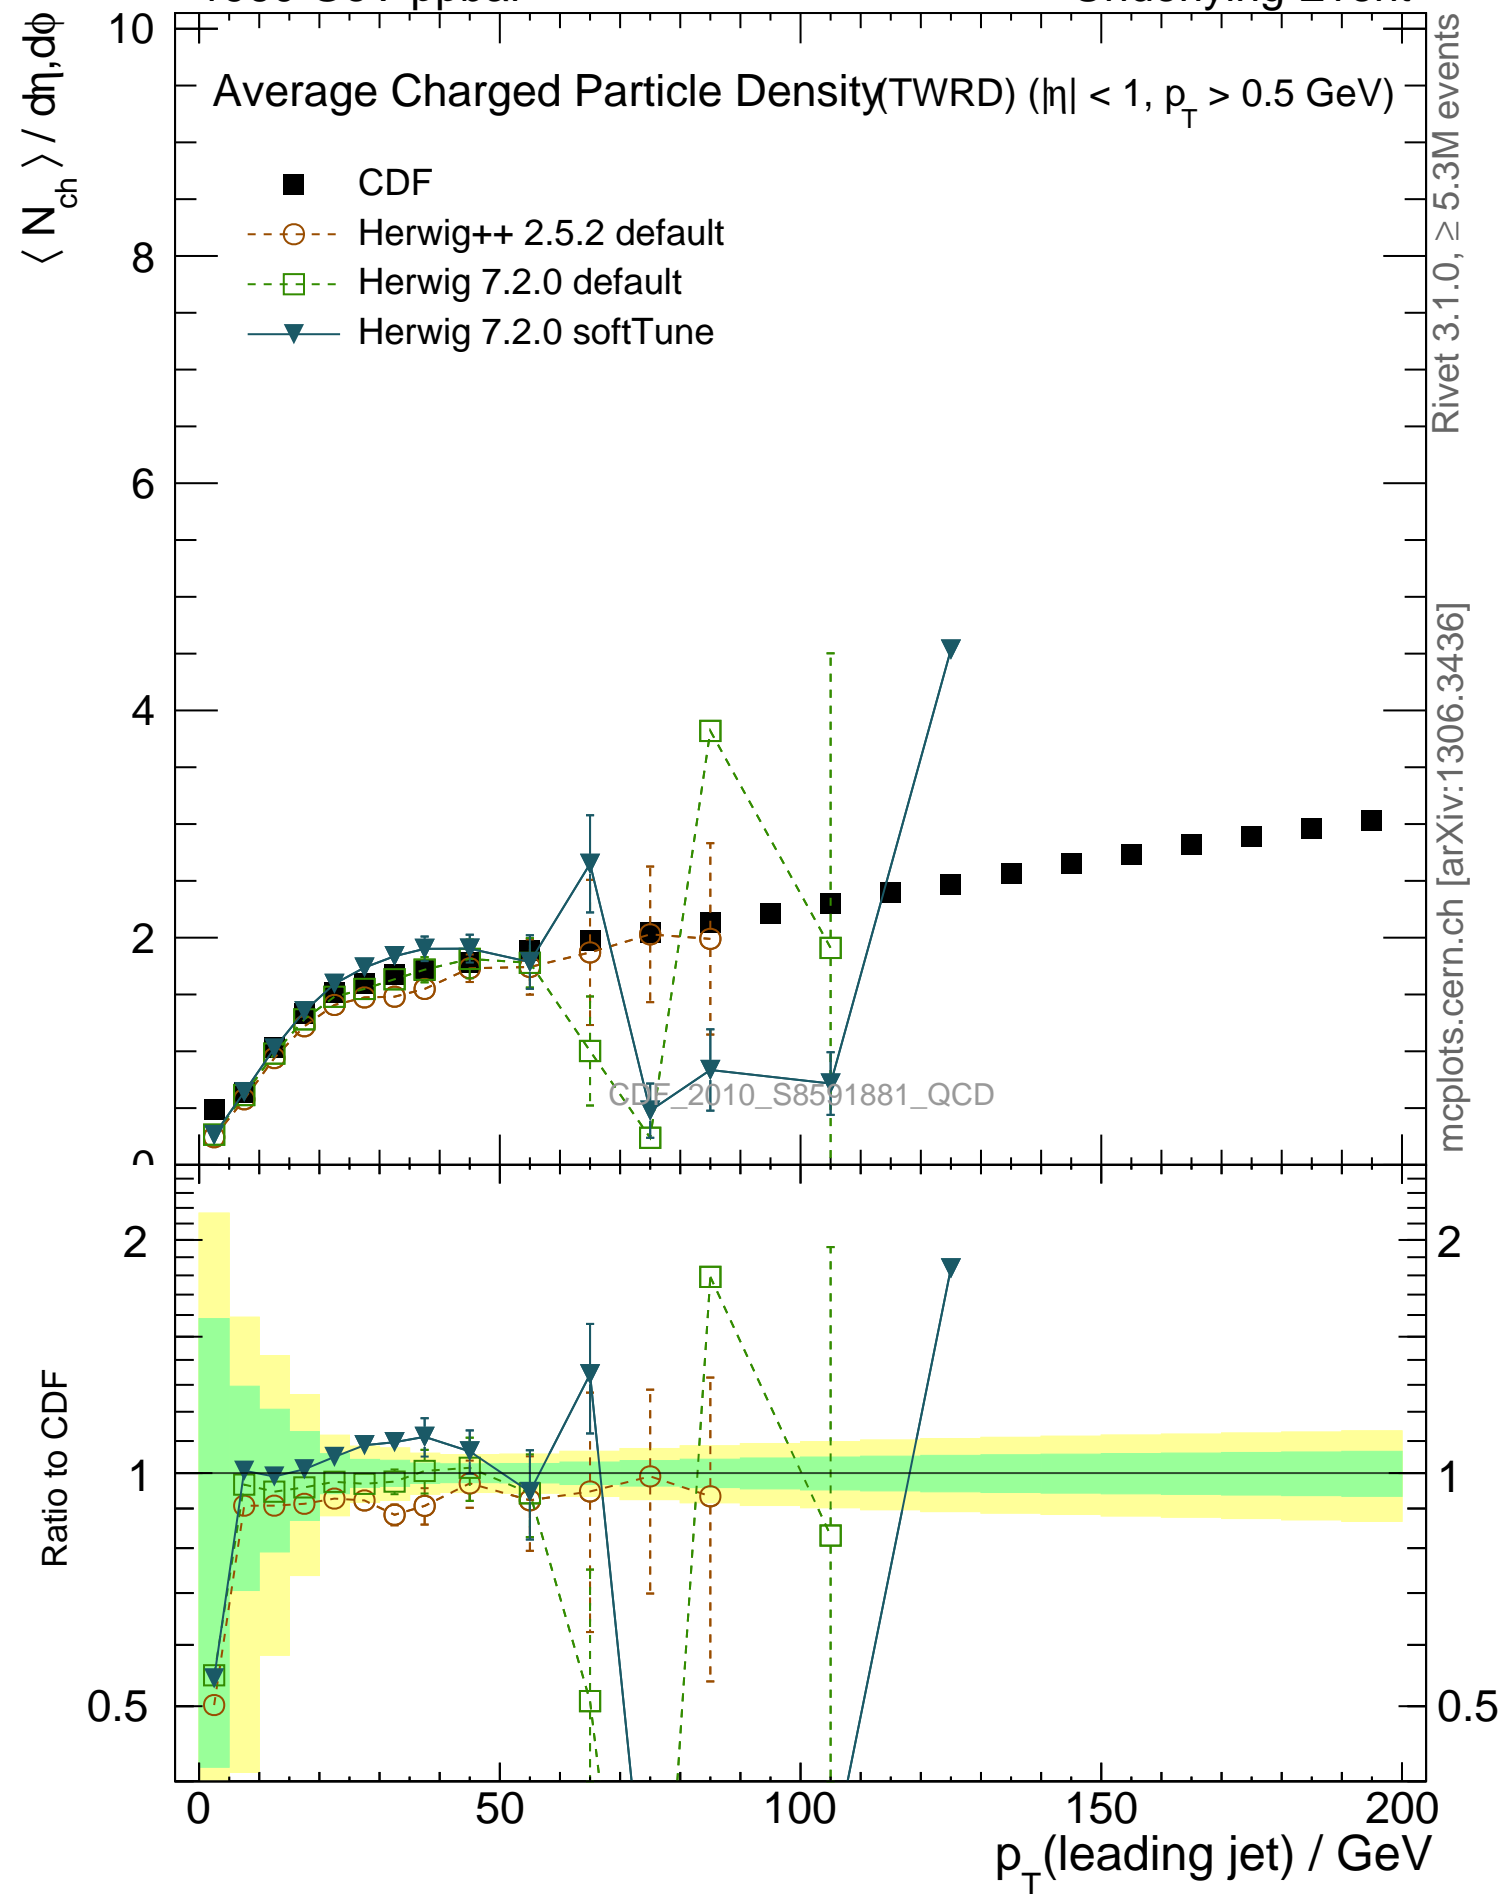 ⟨ N_ch ⟩ / dη,dφ
Average Charged Particle Density (TWRD) (|η| < 1, p_T > 0.5 GeV)
CDF
Herwig++ 2.5.2 default
Herwig 7.2.0 default
Herwig 7.2.0 softTune
10
8
6
4
2
0
CDF_2010_S8591881_QCD
Rivet 3.1.0, ≥ 5.3M events
mcplots.cern.ch [arXiv:1306.3436]
Ratio to CDF
2
1
0.5
2
1
0.5
0 50 100 150 200
p_T(leading jet) / GeV